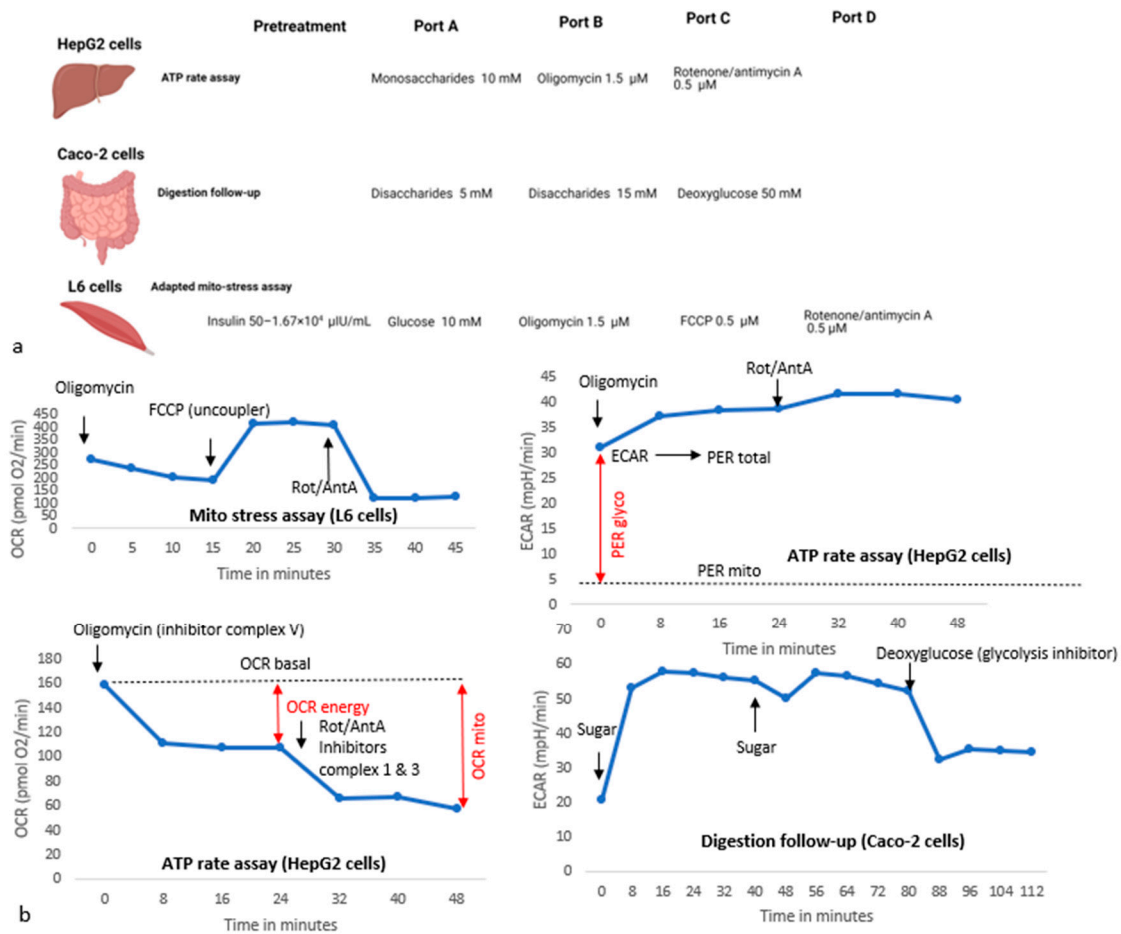 Pretreatment Port A Port B Port C Port D
HepG2 cells
ATP rate assay
Monosaccharides 10 mM
Oligomycin 1.5 µM
Rotenone/antimycin A
0.5 µM
Caco-2 cells
Digestion follow-up
Disaccharides 5 mM
Disaccharides 15 mM
Deoxyglucose 50 mM
L6 cells
Adapted mito-stress assay
Insulin 50–1.67×10⁴ µIU/mL
Glucose 10 mM
Oligomycin 1.5 µM
FCCP 0.5 µM
Rotenone/antimycin A
0.5 µM
a
Oligomycin
FCCP (uncoupler)
Rot/AntA
OCR (pmol O2/min)
450
400
350
300
250
200
150
100
50
0
Mito stress assay (L6 cells)
0 5 10 15 20 25 30 35 40 45
Time in minutes
Oligomycin
Rot/AntA
ECAR (mpH/min)
45
40
35
30
25
20
15
10
5
0
ECAR
PER total
PER glyco
ATP rate assay (HepG2 cells)
PER mito
0 8 16 24 32 40 48
Time in minutes
Oligomycin (inhibitor complex V)
OCR (pmol O2/min)
180
160
140
120
100
80
60
40
20
0
OCR basal
OCR energy
Rot/AntA
Inhibitors
complex 1 & 3
OCR mito
ATP rate assay (HepG2 cells)
0 8 16 24 32 40 48
Time in minutes
Deoxyglucose (glycolysis inhibitor)
ECAR (mpH/min)
70
60
50
40
30
20
10
0
Sugar
Sugar
Digestion follow-up (Caco-2 cells)
0 8 16 24 32 40 48 56 64 72 80 88 96 104 112
Time in minutes
b